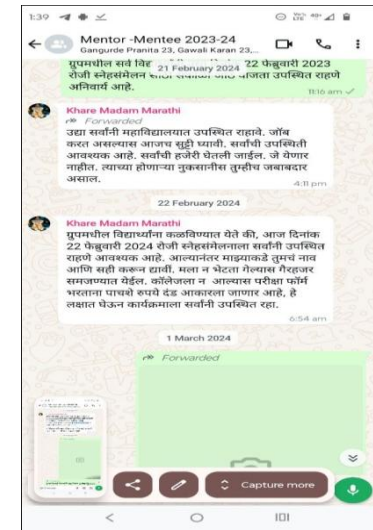 1:39
Mentor -Mentee 2023-24
Gangurde Pranita 23, Gawali Karan 23,...
ग्रुपमधील सर्व विद्य 22 फेब्रुवारी 2023
21 February 2024
रोजी स्नेहसंमेलन उपस्थित राहणे
अनिवार्य आहे.
11:16 am
Khare Madam Marathi
Forwarded
उद्या सर्वांनी महाविद्यालयात उपस्थित राहावे. जॉब
करत असल्यास आजच सुट्टी घ्यावी. सर्वांची उपस्थिती
आवश्यक आहे. सर्वांची हजेरी घेतली जाईल. जे येणार
नाहीत. त्याच्या होणाऱ्या नुकसानीस तुम्हीच जबाबदार
असाल.
4:11 pm
22 February 2024
Khare Madam Marathi
ग्रुपमधील विद्यार्थ्यांना कळविण्यात येते की, आज दिनांक
22 फेब्रुवारी 2024 रोजी स्नेहसंमेलनाला सर्वांनी उपस्थित
राहणे आवश्यक आहे. आल्यानंतर माझ्याकडे तुमचं नाव
आणि सही करून द्यावीं. मला न भेटता गेल्यास गैरहजर
समजण्यात येईल. कॉलेजला न आल्यास परीक्षा फॉर्म
भरताना पाचशे रुपये दंड आकारला जाणार आहे, हे
लक्षात घेऊन कार्यक्रमाला सर्वांनी उपस्थित रहा.
6:54 am
1 March 2024
Forwarded
Capture more